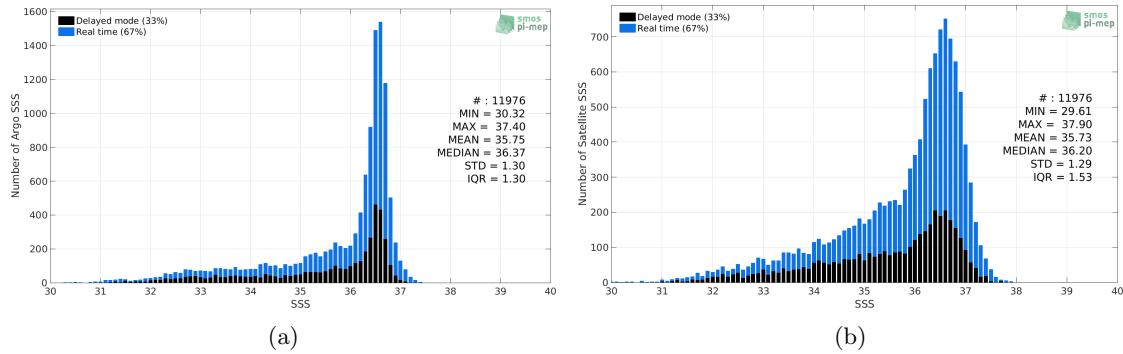 Delayed mode (33%)
Real time (67%)
smos
pi-mep
1600
1400
1200
1000
800
600
400
200
0
Number of Argo SSS
# : 11976
MIN = 30.32
MAX = 37.40
MEAN = 35.75
MEDIAN = 36.37
STD = 1.30
IQR = 1.30
30 31 32 33 34 35 36 37 38 39 40
SSS
(a)
Delayed mode (33%)
Real time (67%)
smos
pi-mep
700
600
500
400
300
200
100
0
Number of Satellite SSS
# : 11976
MIN = 29.61
MAX = 37.90
MEAN = 35.73
MEDIAN = 36.20
STD = 1.29
IQR = 1.53
30 31 32 33 34 35 36 37 38 39 40
SSS
(b)